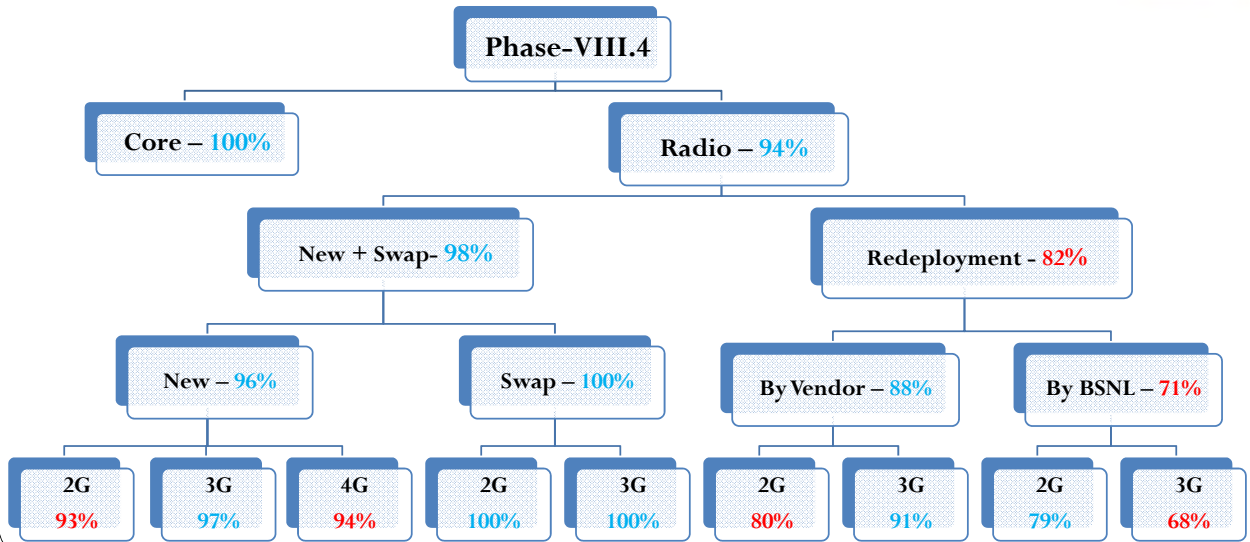 Phase-VIII.4
Core – 100%
Radio – 94%
New + Swap- 98%
Redeployment - 82%
New – 96%
Swap – 100%
By Vendor – 88%
By BSNL – 71%
2G
93%
3G
97%
4G
94%
2G
100%
3G
100%
2G
80%
3G
91%
2G
79%
3G
68%